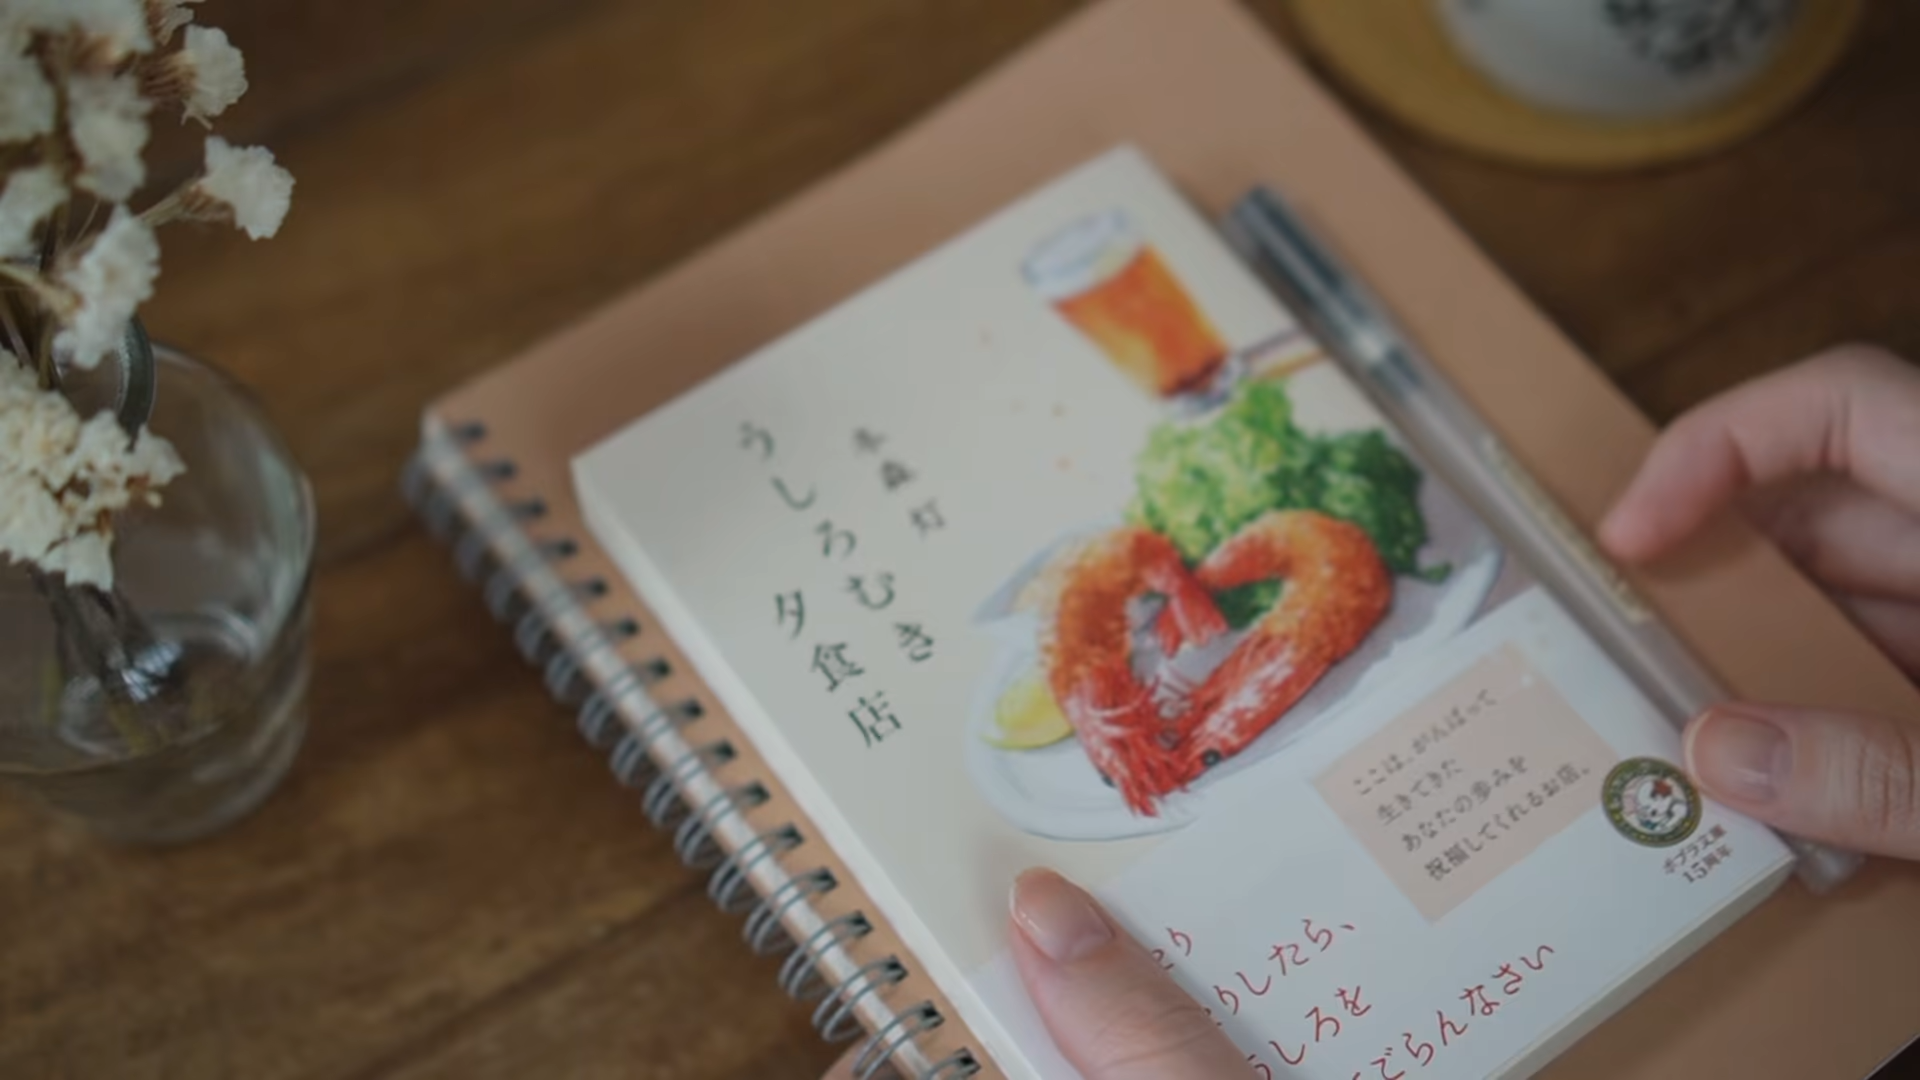 冬森灯
うしろむき
夕食店
ここは、がんばって
生きてきた
あなたの歩みを
祝福してくれるお店。
ポプラ文庫
15周年
りしたら、
しろを
ごらんなさい